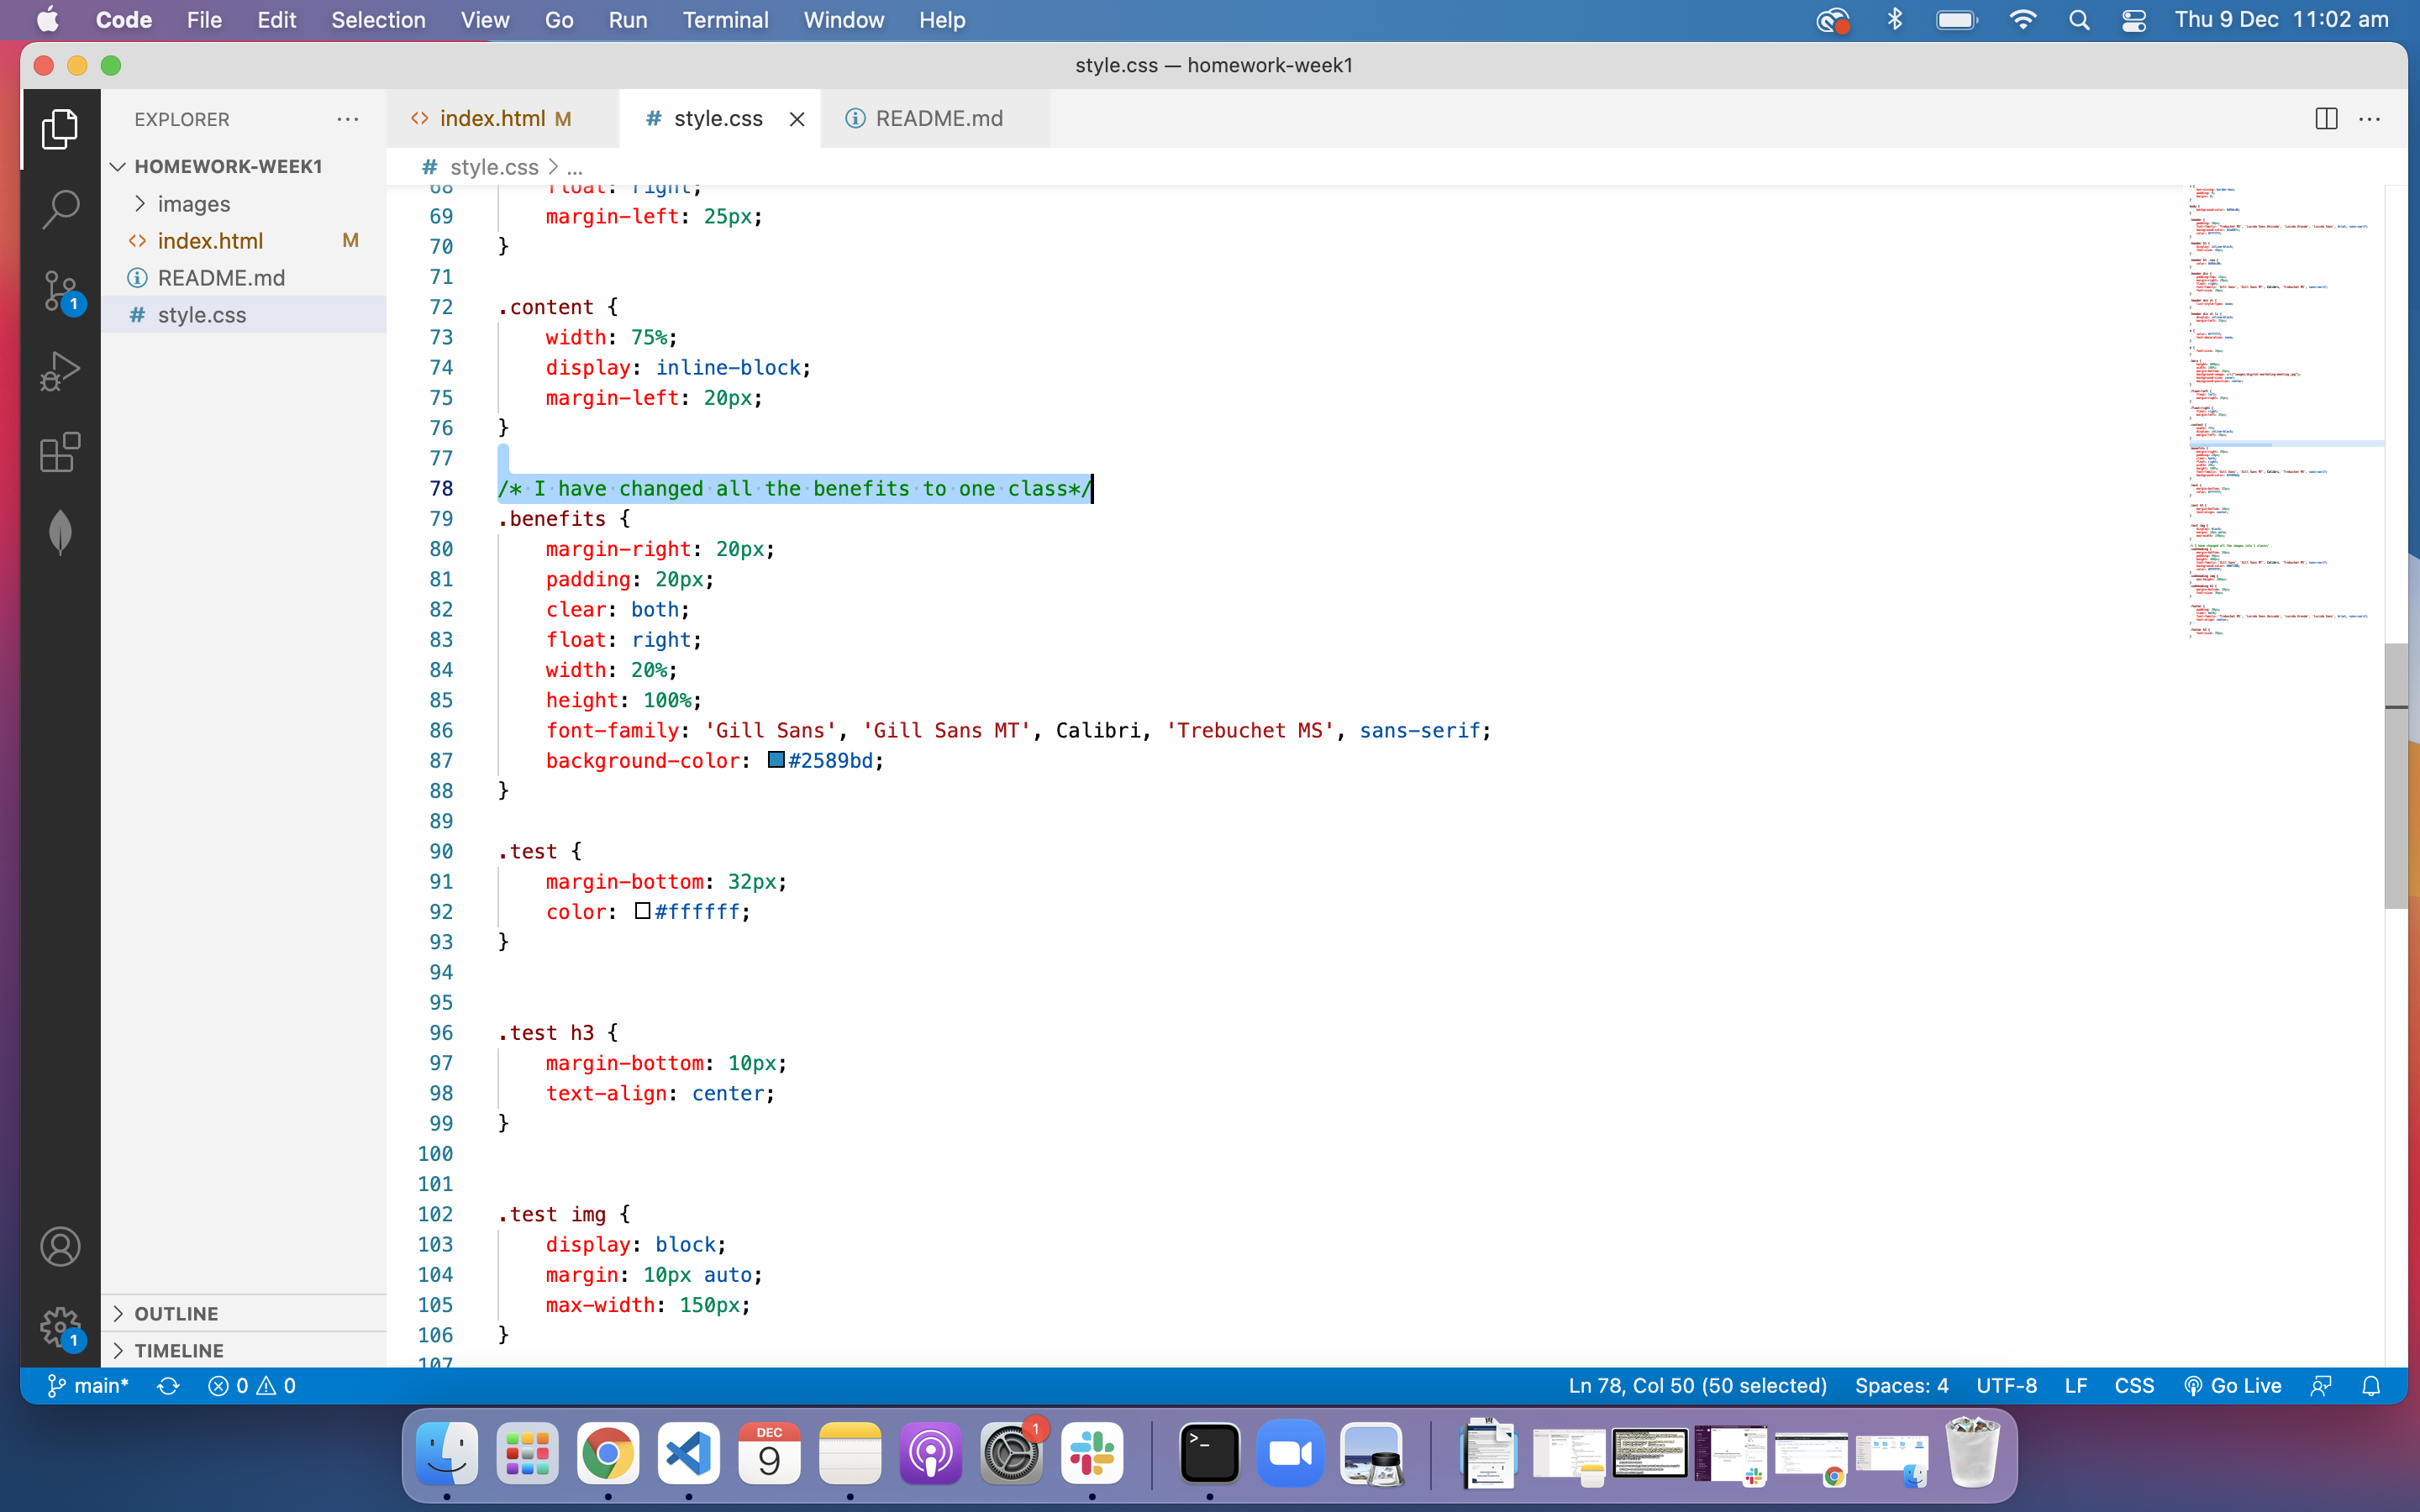 Code File Edit Selection View Go Run Terminal Window Help Thu 9 Dec 11:02 am
style.css — homework-week1
EXPLORER
HOMEWORK-WEEK1
images
index.html M
README.md
style.css
OUTLINE
TIMELINE
index.html M style.css README.md
style.css > ...
68 float: right;
69 margin-left: 25px;
70 }
71
72 .content {
73 width: 75%;
74 display: inline-block;
75 margin-left: 20px;
76 }
77
78 /* I have changed all the benefits to one class*/
79 .benefits {
80 margin-right: 20px;
81 padding: 20px;
82 clear: both;
83 float: right;
84 width: 20%;
85 height: 100%;
86 font-family: 'Gill Sans', 'Gill Sans MT', Calibri, 'Trebuchet MS', sans-serif;
87 background-color: #2589bd;
88 }
89
90 .test {
91 margin-bottom: 32px;
92 color: #ffffff;
93 }
94
95
96 .test h3 {
97 margin-bottom: 10px;
98 text-align: center;
99 }
100
101
102 .test img {
103 display: block;
104 margin: 10px auto;
105 max-width: 150px;
106 }
107
1
1
main* 0 0 Ln 78, Col 50 (50 selected) Spaces: 4 UTF-8 LF CSS Go Live
DEC
9
1